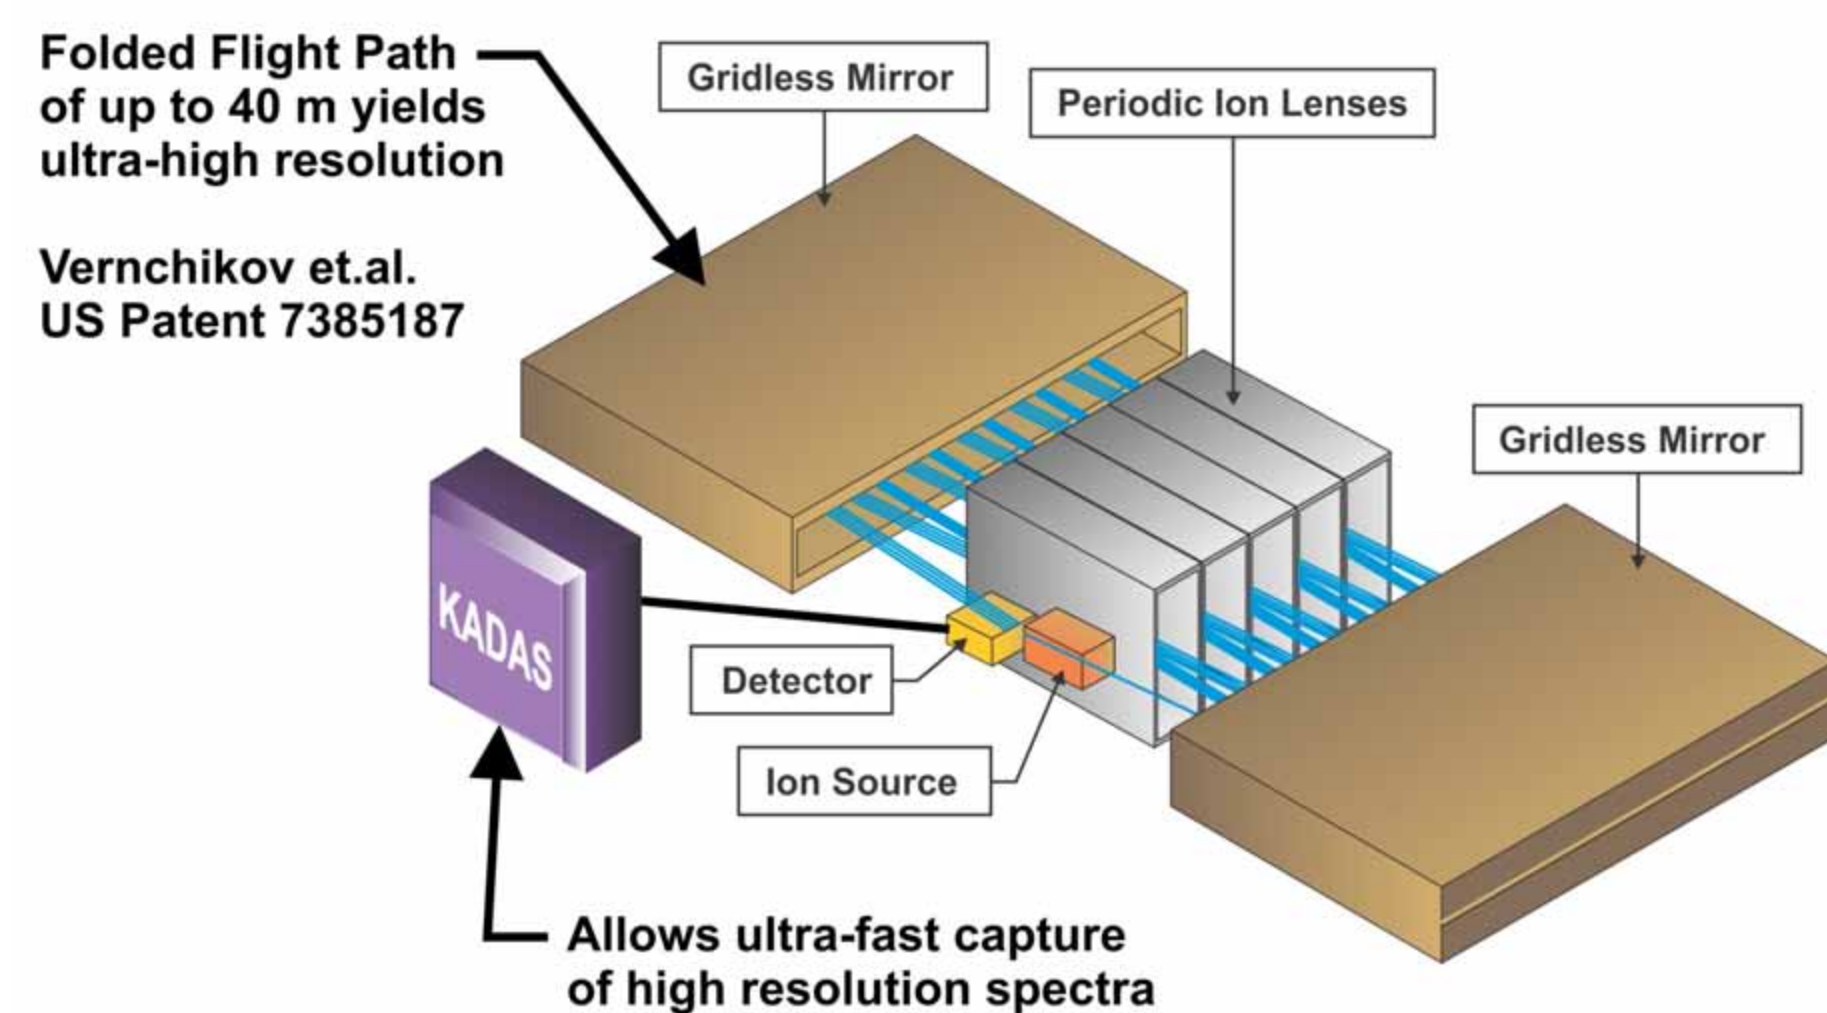 Folded Flight Path
of up to 40 m yields
ultra-high resolution
Vernchikov et.al.
US Patent 7385187
Gridless Mirror
Periodic Ion Lenses
Gridless Mirror
KADAS
Detector
Ion Source
Allows ultra-fast capture
of high resolution spectra